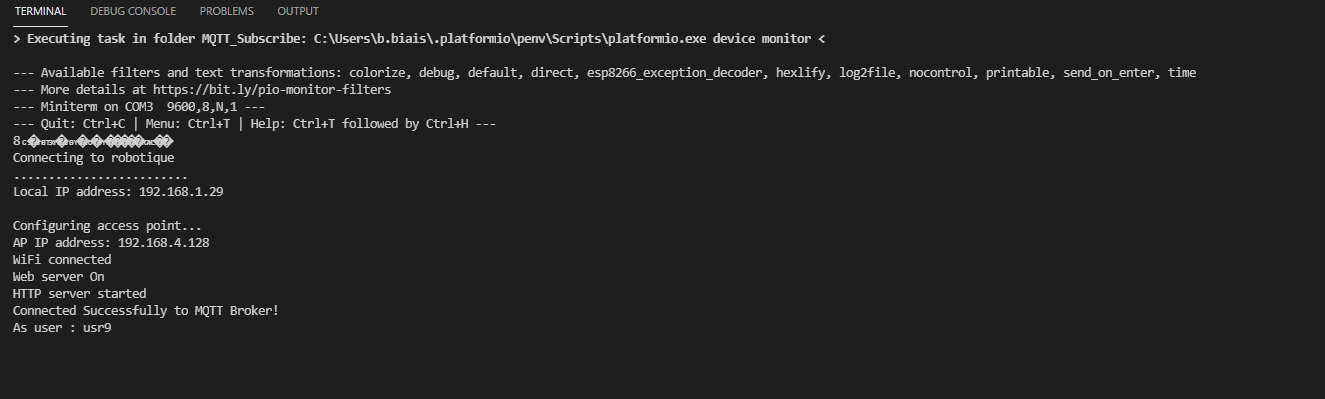 TERMINAL DEBUG CONSOLE PROBLEMS OUTPUT
> Executing task in folder MQTT_Subscribe: C:\Users\b.biais\.platformio\penv\Scripts\platformio.exe device monitor <
--- Available filters and text transformations: colorize, debug, default, direct, esp8266_exception_decoder, hexlify, log2file, nocontrol, printable, send_on_enter, time
--- More details at https://bit.ly/pio-monitor-filters
--- Miniterm on COM3  9600,8,N,1 ---
--- Quit: Ctrl+C | Menu: Ctrl+T | Help: Ctrl+T followed by Ctrl+H ---
8
Connecting to robotique
.........................
Local IP address: 192.168.1.29
Configuring access point...
AP IP address: 192.168.4.128
WiFi connected
Web server On
HTTP server started
Connected Successfully to MQTT Broker!
As user : usr9